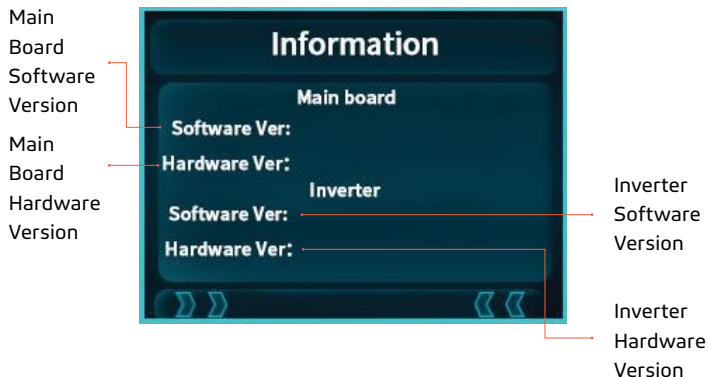 Main
Board
Software
Version
Main
Board
Hardware
Version
Information
Main board
Software Ver:
Hardware Ver:
Inverter
Software Ver:
Hardware Ver:
Inverter
Software
Version
Inverter
Hardware
Version